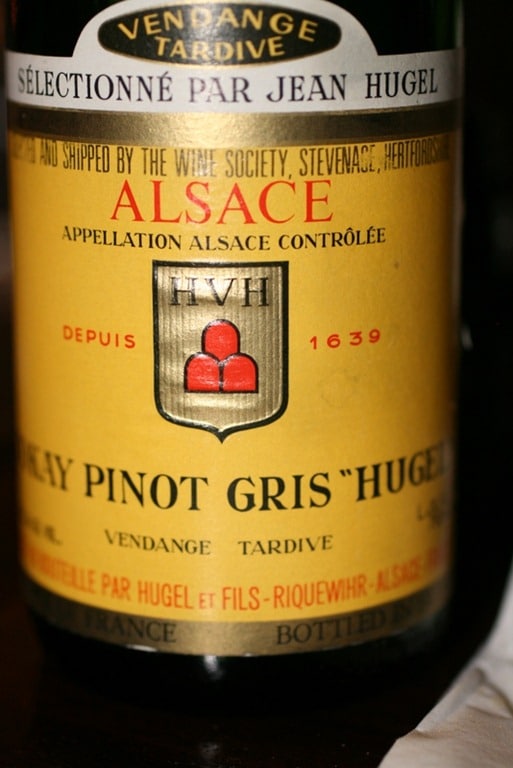 VENDANGE
TARDIVE
SÉLECTIONNÉ PAR JEAN HUGEL
AND SHIPPED BY THE WINE SOCIETY, STEVENAGE, HERTFORDSHIRE
ALSACE
APPELLATION ALSACE CONTRÔLÉE
HVH
DEPUIS 1639
PINOT GRIS "HUGEL
VENDANGE TARDIVE
PAR HUGEL ET FILS-RIQUEWIHR-ALSACE
FRANCE BOTTLED